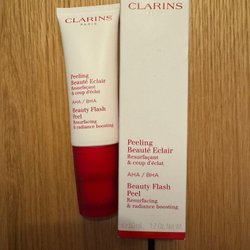 CLARINS
PARIS
Peeling
Beauté Eclair
Resurfaçant
& coup d'éclat
AHA / BHA
Beauty Flash
Peel
Resurfacing
& radiance boosting
CLARINS
Peeling
Beauté Eclair
Resurfaçant
& coup d'éclat
AHA / BHA
Beauty Flash
Peel
Resurfacing
& radiance boosting